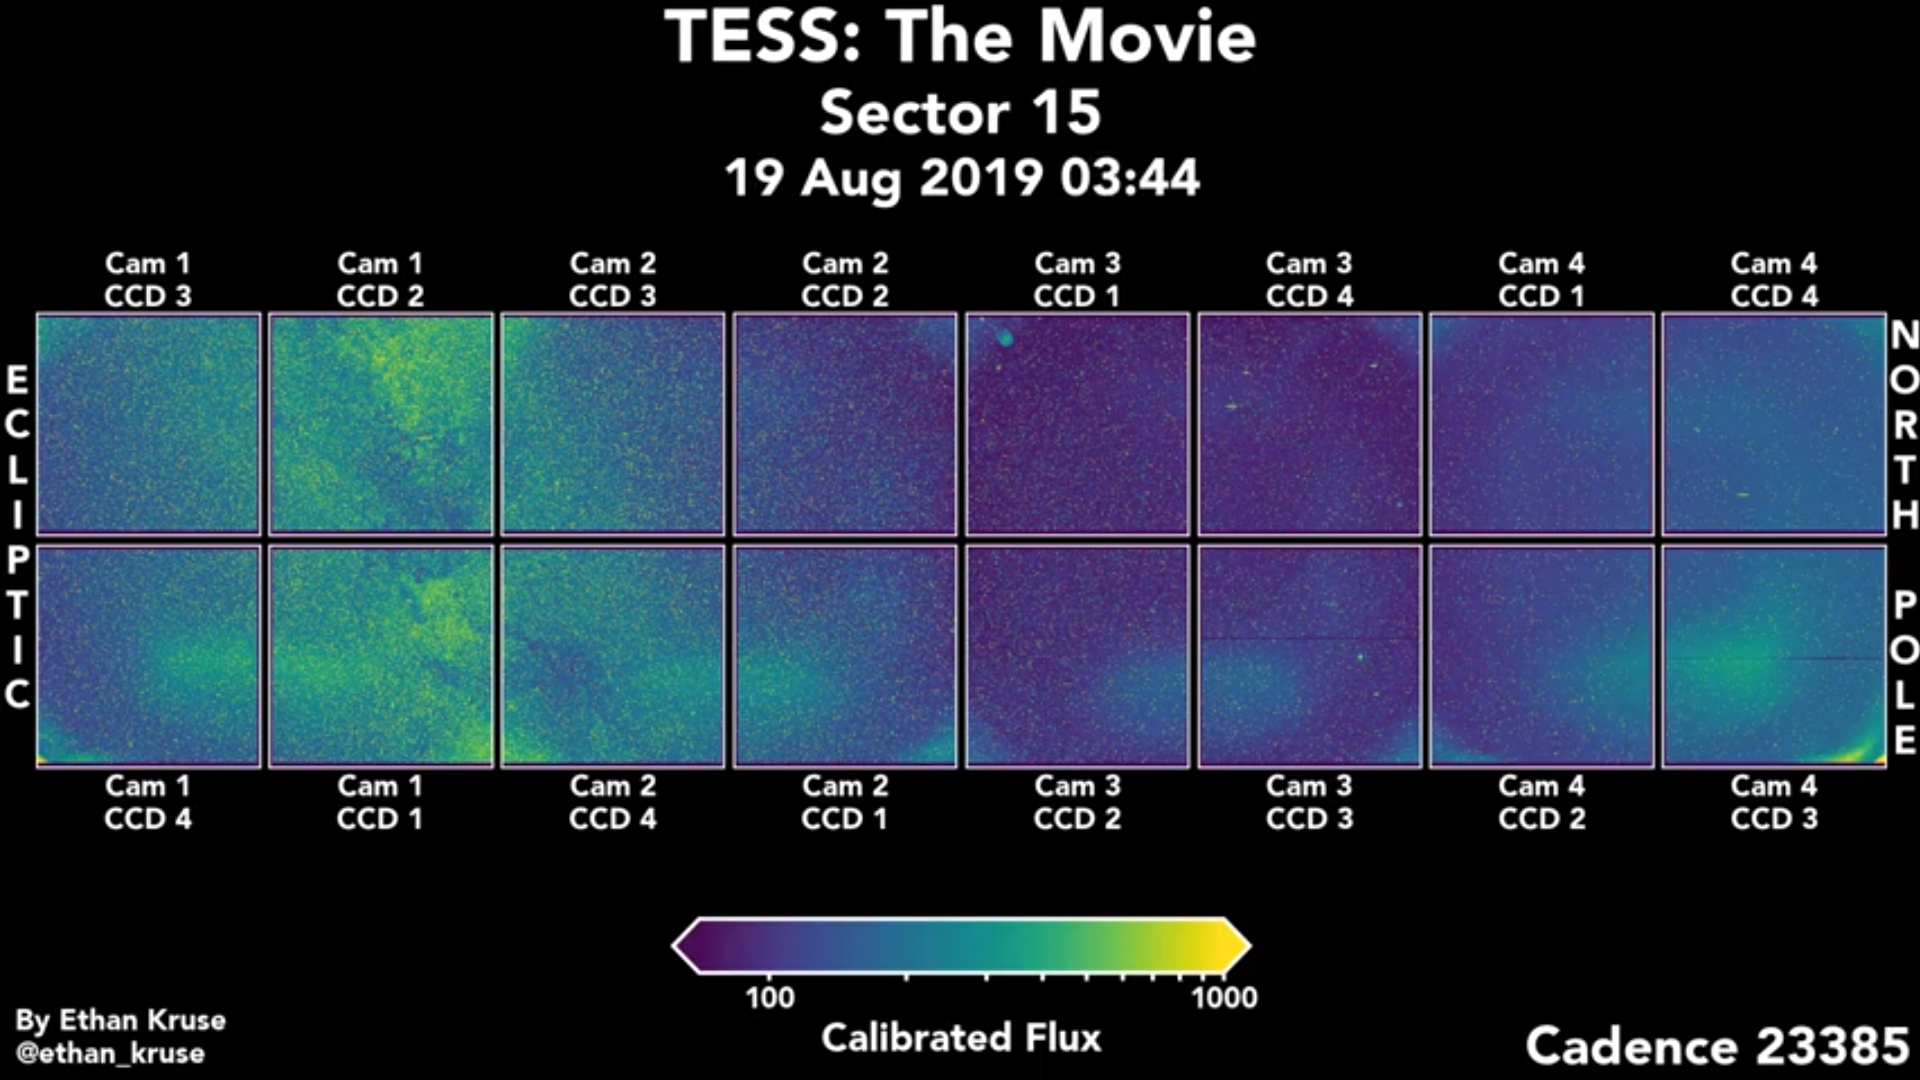 TESS: The Movie
Sector 15
19 Aug 2019 03:44
Cam 1 Cam 1 Cam 2 Cam 2 Cam 3 Cam 3 Cam 4 Cam 4
CCD 3 CCD 2 CCD 3 CCD 2 CCD 1 CCD 4 CCD 1 CCD 4
ECLIPTIC
NORTH POLE
Cam 1 Cam 1 Cam 2 Cam 2 Cam 3 Cam 3 Cam 4 Cam 4
CCD 4 CCD 1 CCD 4 CCD 1 CCD 2 CCD 3 CCD 2 CCD 3
100 1000
Calibrated Flux
By Ethan Kruse
@ethan_kruse
Cadence 23385